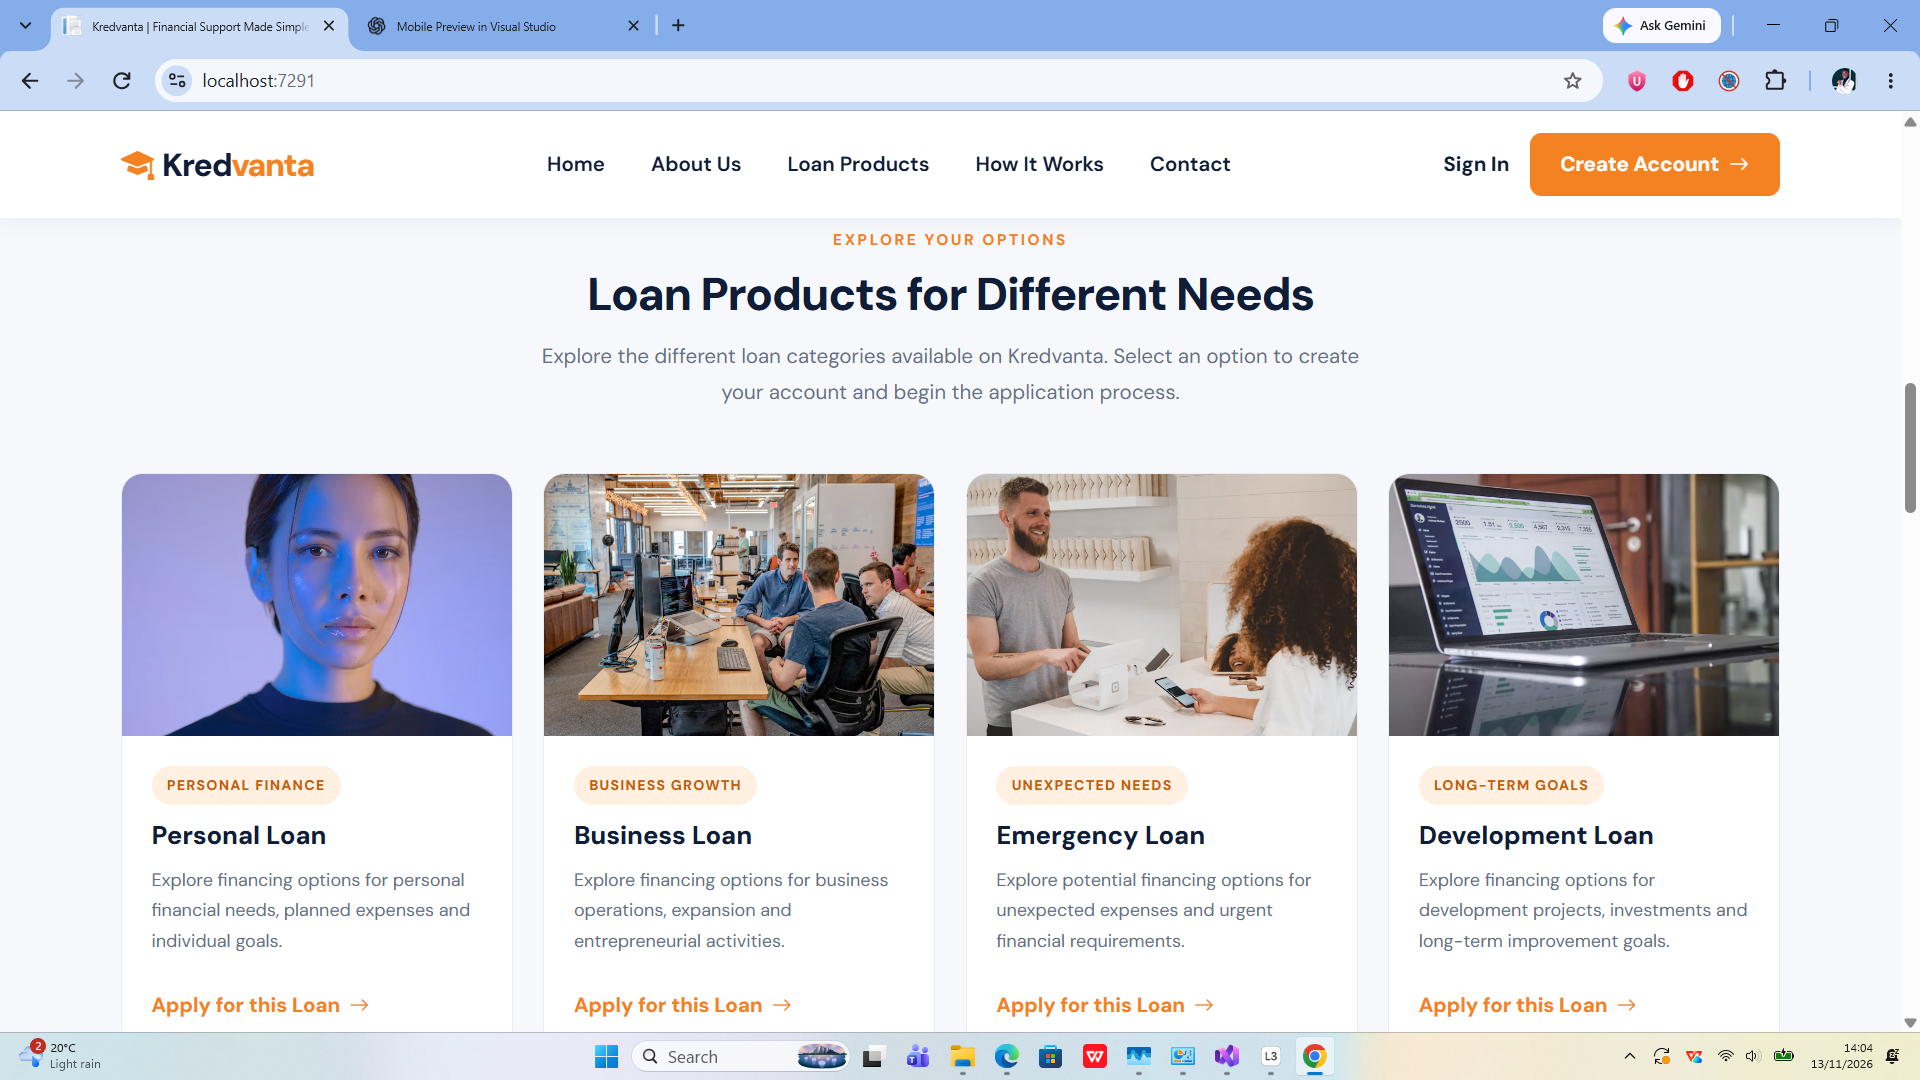 Kredvanta | Financial Support Made Simple
Mobile Preview in Visual Studio
Ask Gemini
localhost:7291
Kredvanta
Home
About Us
Loan Products
How It Works
Contact
Sign In
Create Account →
EXPLORE YOUR OPTIONS
Loan Products for Different Needs
Explore the different loan categories available on Kredvanta. Select an option to create
your account and begin the application process.
PERSONAL FINANCE
Personal Loan
Explore financing options for personal
financial needs, planned expenses and
individual goals.
Apply for this Loan →
BUSINESS GROWTH
Business Loan
Explore financing options for business
operations, expansion and
entrepreneurial activities.
Apply for this Loan →
UNEXPECTED NEEDS
Emergency Loan
Explore potential financing options for
unexpected expenses and urgent
financial requirements.
Apply for this Loan →
LONG-TERM GOALS
Development Loan
Explore financing options for
development projects, investments and
long-term improvement goals.
Apply for this Loan →
2
20°C
Light rain
Search
L3
14:04
13/11/2026